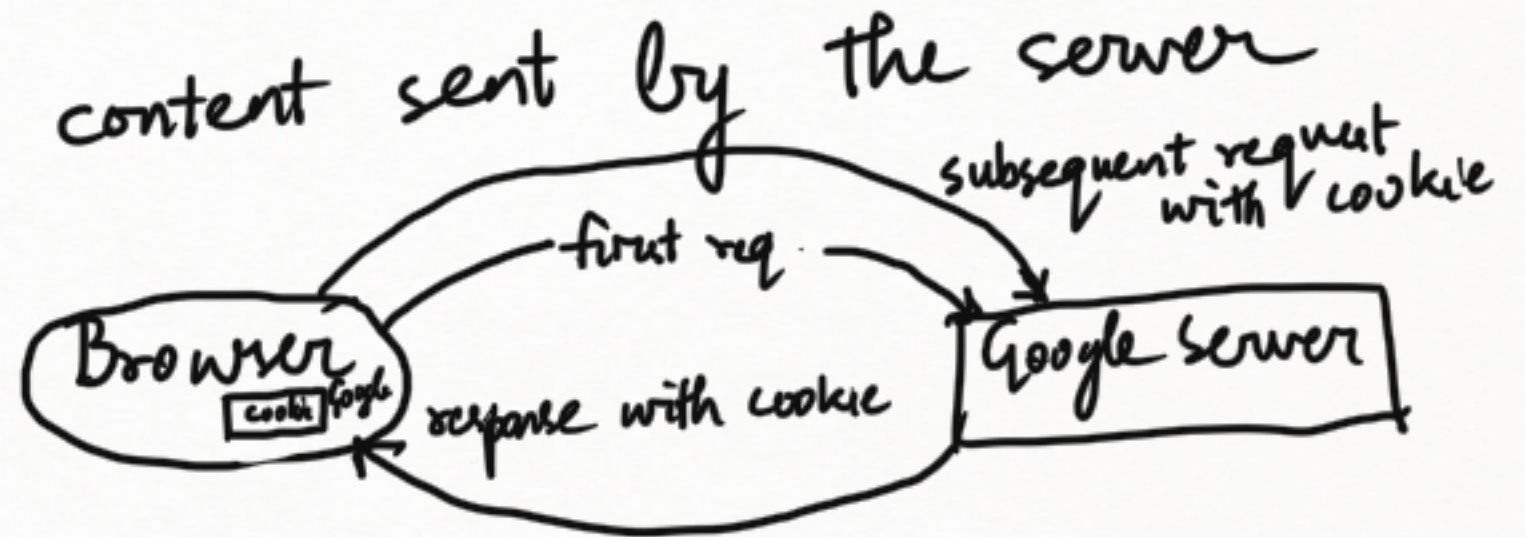 content sent by the server
subsequent request
with cookie
first req.
Browser
cookie Google
Google Server
response with cookie